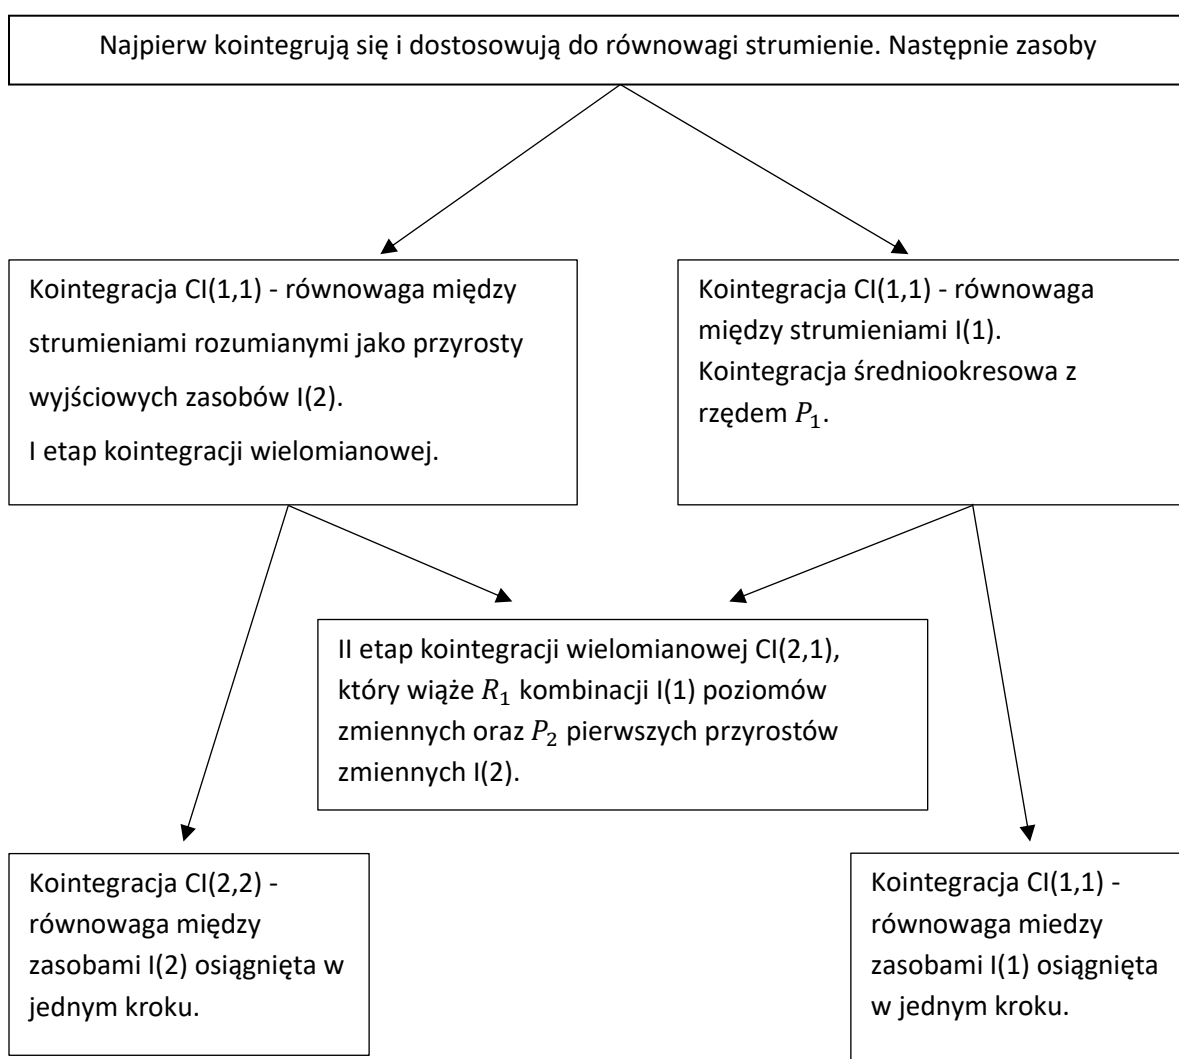 Najpierw kointegrują się i dostosowują do równowagi strumienie. Następnie zasoby
Kointegracja CI(1,1) - równowaga między
strumieniami rozumianymi jako przyrosty
wyjściowych zasobów I(2).
I etap kointegracji wielomianowej.
Kointegracja CI(1,1) - równowaga
między strumieniami I(1).
Kointegracja średniookresowa z
rzędem P₁.
II etap kointegracji wielomianowej CI(2,1),
który wiąże R₁ kombinacji I(1) poziomów
zmiennych oraz P₂ pierwszych przyrostów
zmiennych I(2).
Kointegracja CI(2,2) -
równowaga między
zasobami I(2) osiągnięta w
jednym kroku.
Kointegracja CI(1,1) -
równowaga miedzy
zasobami I(1) osiągnięta
w jednym kroku.